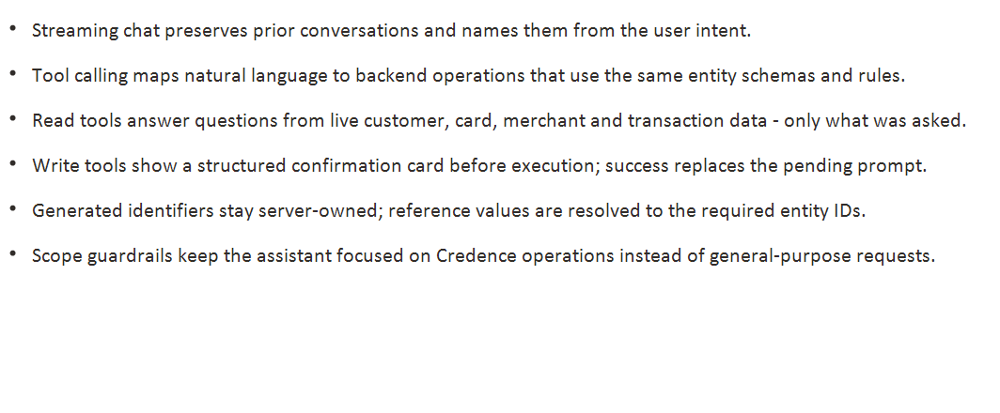 • Streaming chat preserves prior conversations and names them from the user intent.
• Tool calling maps natural language to backend operations that use the same entity schemas and rules.
• Read tools answer questions from live customer, card, merchant and transaction data - only what was asked.
• Write tools show a structured confirmation card before execution; success replaces the pending prompt.
• Generated identifiers stay server-owned; reference values are resolved to the required entity IDs.
• Scope guardrails keep the assistant focused on Credence operations instead of general-purpose requests.